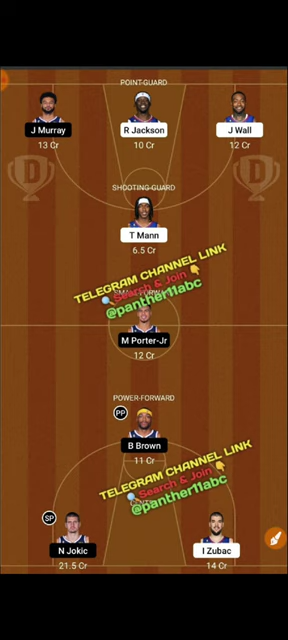 POINT-GUARD
J Murray
R Jackson
J Wall
13 Cr
10 Cr
12 Cr
D
D
SHOOTING-GUARD
T Mann
6.5 Cr
TELEGRAM CHANNEL LINK
Search & Join
@panther11abc
M Porter-Jr
12 Cr
POWER-FORWARD
PP
B Brown
11 Cr
TELEGRAM CHANNEL LINK
Search & Join
@panther11abc
SP
N Jokic
I Zubac
21.5 Cr
14 Cr